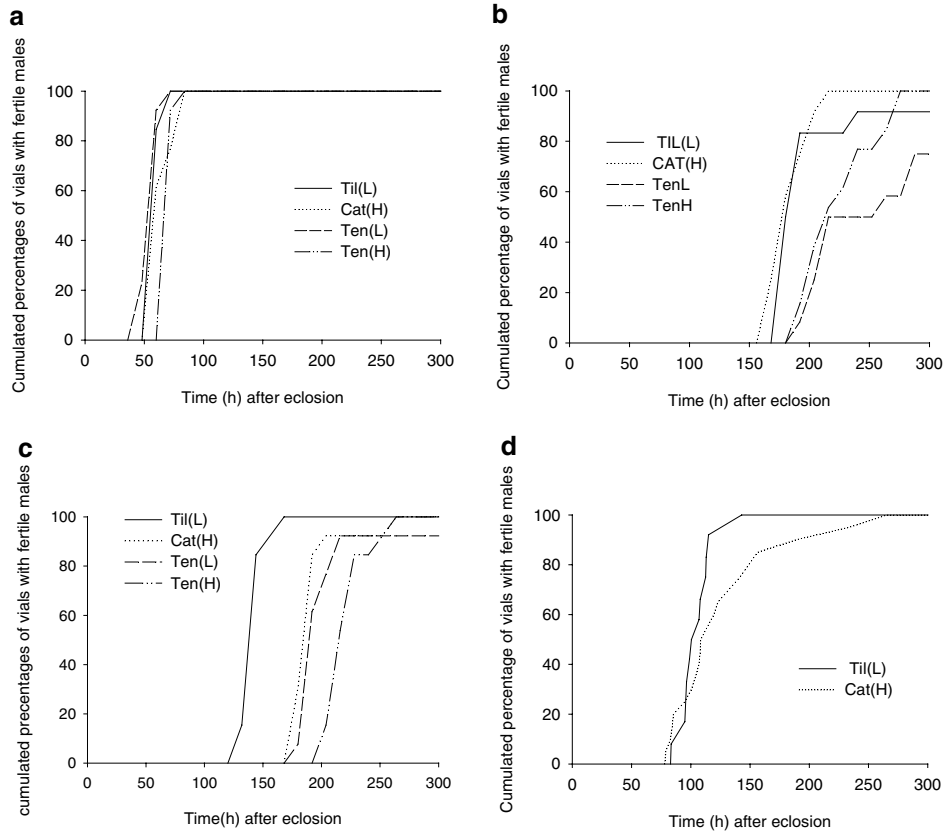 a
Cumulated percentages of vials with fertile males
100
80
60
40
20
0
0 50 100 150 200 250 300
Time (h) after eclosion
Til(L)
Cat(H)
Ten(L)
Ten(H)
b
Cumulated percentage of vials with fertile males
100
80
60
40
20
0
0 50 100 150 200 250 300
Time (h) after eclosion
TIL(L)
CAT(H)
TenL
TenH
c
cumulated precentages of vials with fertile males
100
80
60
40
20
0
0 50 100 150 200 250 300
Time(h) after eclosion
Til(L)
Cat(H)
Ten(L)
Ten(H)
d
Cumulated percentage of vials with fertile males
100
80
60
40
20
0
0 50 100 150 200 250 300
Time (h) after eclosion
Til(L)
Cat(H)